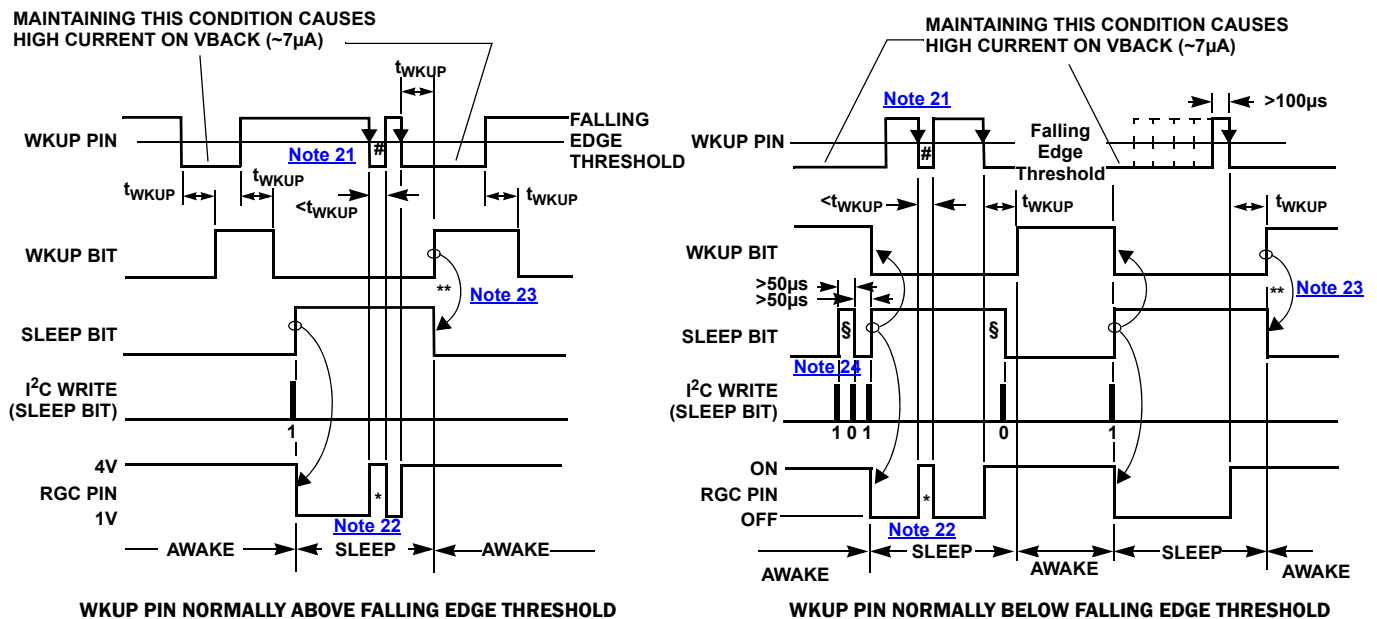 MAINTAINING THIS CONDITION CAUSES
HIGH CURRENT ON VBACK (~7µA)
tWKUP
WKUP PIN
Note 21
#
FALLING
EDGE
THRESHOLD
tWKUP
tWKUP
<tWKUP
tWKUP
WKUP BIT
**
Note 23
SLEEP BIT
I2C WRITE
(SLEEP BIT)
1
4V
RGC PIN
1V
*
Note 22
AWAKE
SLEEP
AWAKE
WKUP PIN NORMALLY ABOVE FALLING EDGE THRESHOLD
MAINTAINING THIS CONDITION CAUSES
HIGH CURRENT ON VBACK (~7µA)
Note 21
>100µs
WKUP PIN
#
Falling
Edge
Threshold
<tWKUP
tWKUP
tWKUP
WKUP BIT
>50µs
>50µs
**
Note 23
SLEEP BIT
§
§
Note 24
I2C WRITE
(SLEEP BIT)
1 0 1
0
1
ON
RGC PIN
OFF
*
Note 22
SLEEP
SLEEP
AWAKE
AWAKE
AWAKE
WKUP PIN NORMALLY BELOW FALLING EDGE THRESHOLD